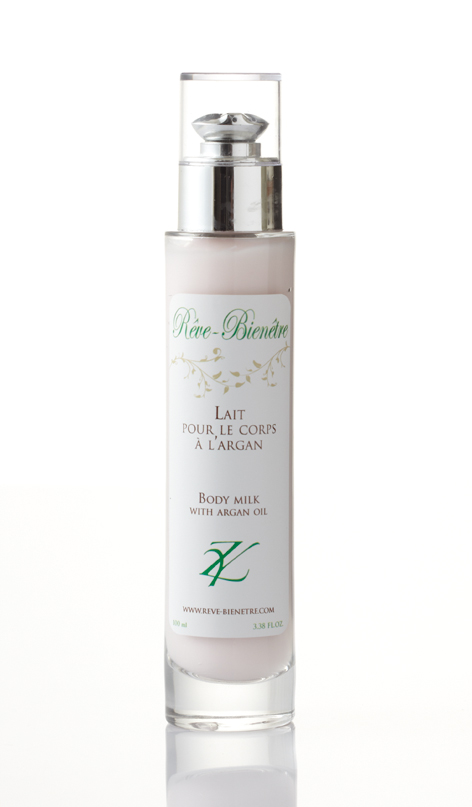 Rêve-Bienêtre
LAIT
POUR LE CORPS
À L'ARGAN
BODY MILK
WITH ARGAN OIL
WWW.REVE-BIENETRE.COM
100 ml 3,38 FL.OZ.